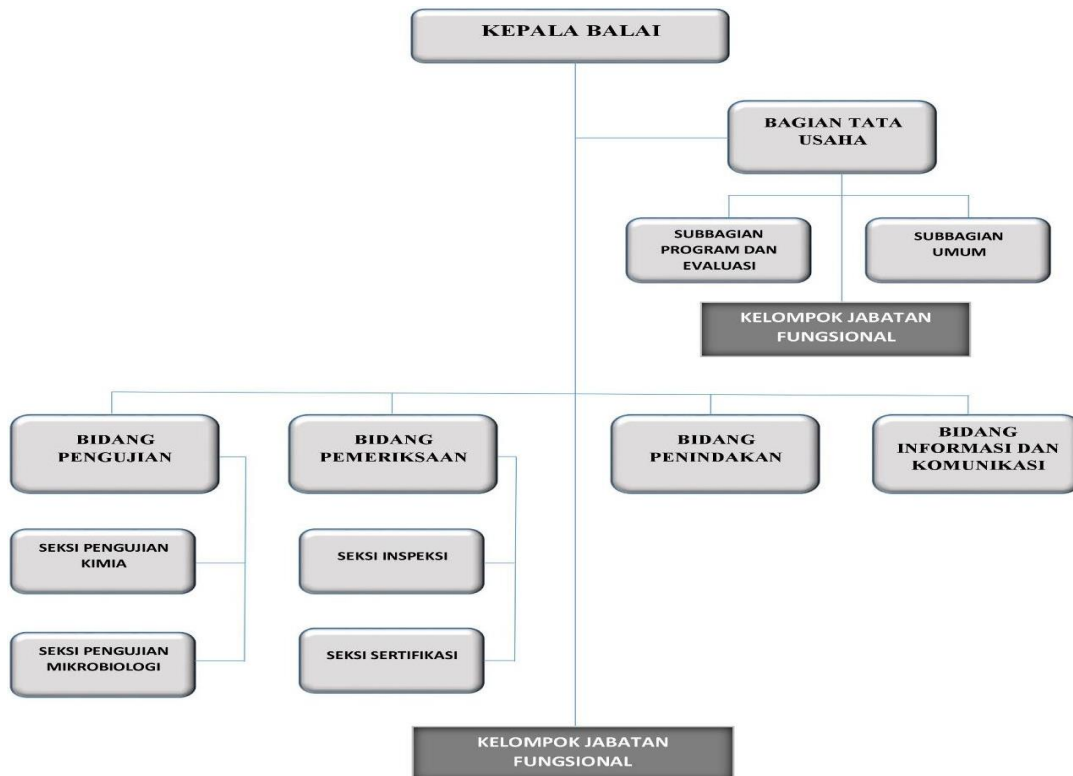 KEPALA BALAI
BAGIAN TATA
USAHA
SUBBAGIAN
PROGRAM DAN
EVALUASI
SUBBAGIAN
UMUM
KELOMPOK JABATAN
FUNGSIONAL
BIDANG
PENGUJIAN
BIDANG
PEMERIKSAAN
BIDANG
PENINDAKAN
BIDANG
INFORMASI DAN
KOMUNIKASI
SEKSI PENGUJIAN
KIMIA
SEKSI INSPEKSI
SEKSI PENGUJIAN
MIKROBIOLOGI
SEKSI SERTIFIKASI
KELOMPOK JABATAN
FUNGSIONAL